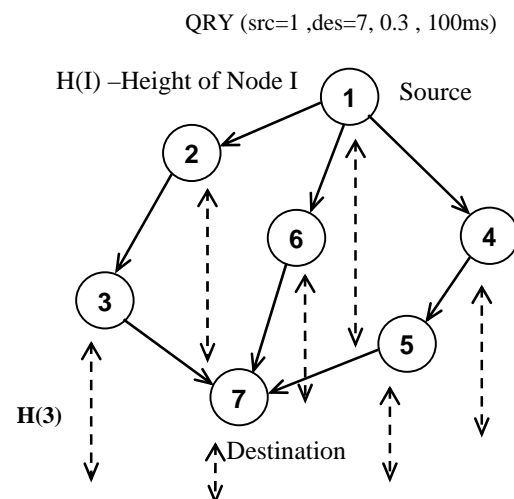 QRY (src=1 ,des=7, 0.3 , 100ms)
H(I) –Height of Node I
1
Source
2
6
4
3
5
7
H(3)
Destination